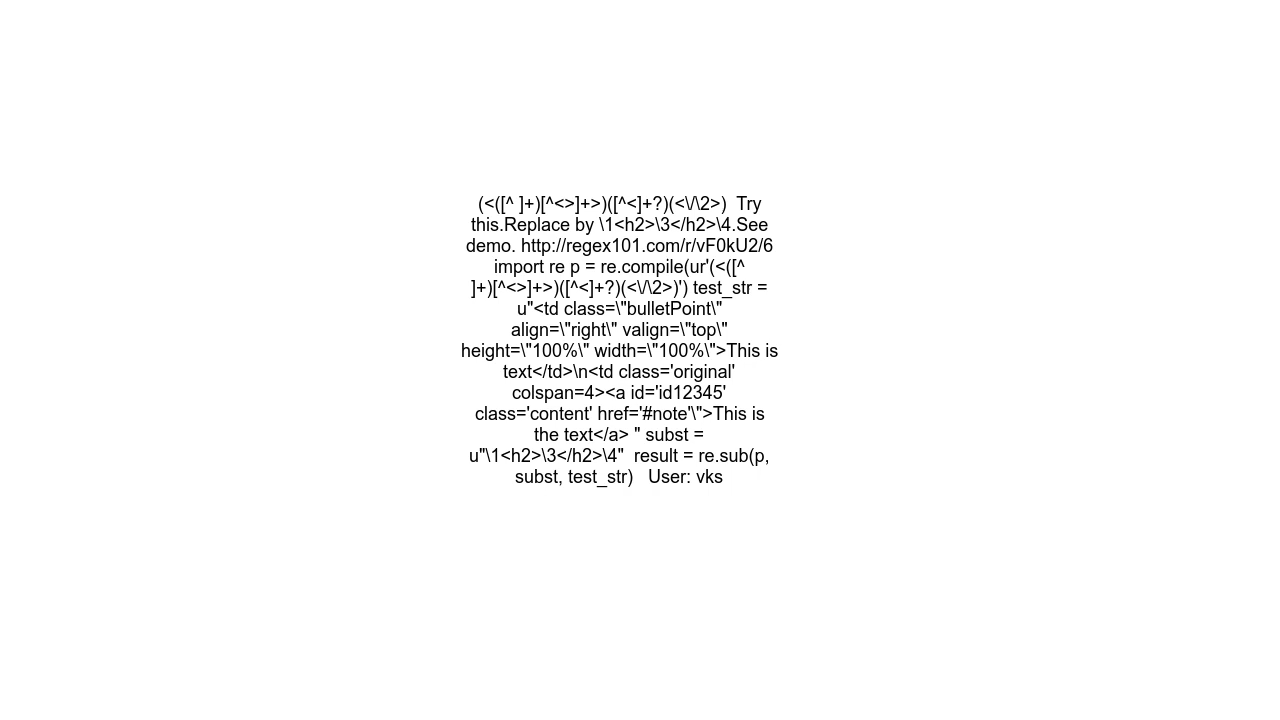 (<([^ ]+)[^<>]+>)([^<]+?)(<\/\2>)  Try
this.Replace by \1<h2>\3</h2>\4.See
demo. http://regex101.com/r/vF0kU2/6
import re p = re.compile(ur'(<([^
]+)[^<>]+>)([^<]+?)(<\/\2>)') test_str =
u"<td class=\"bulletPoint\"
align=\"right\" valign=\"top\"
height=\"100%\" width=\"100%\">This is
text</td>\n<td class='original'
colspan=4><a id='id12345'
class='content' href='#note'\">This is
the text</a> " subst =
u"\1<h2>\3</h2>\4"  result = re.sub(p,
subst, test_str)   User: vks